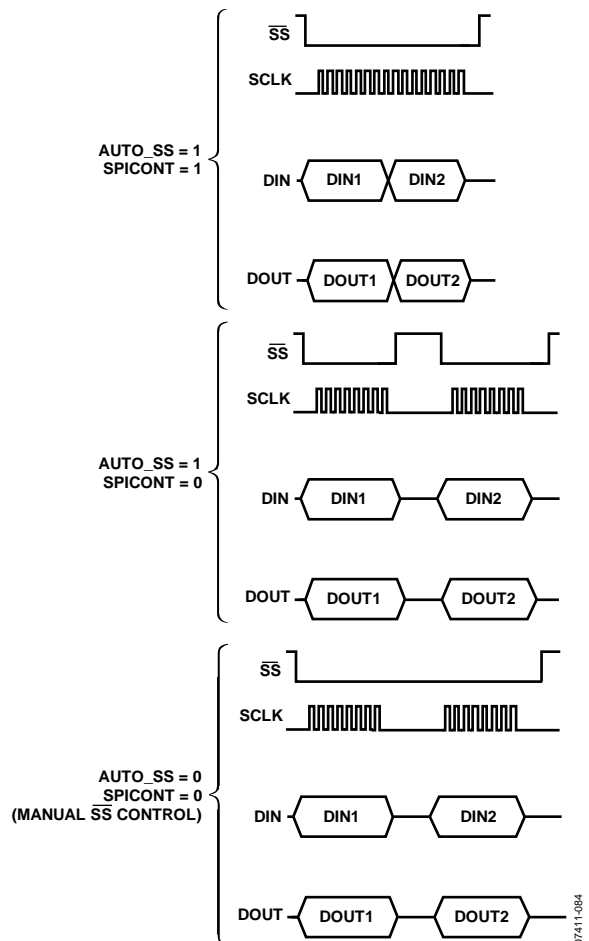 SS
SCLK
AUTO_SS = 1
SPICONT = 1
DIN DIN1 DIN2
DOUT DOUT1 DOUT2
SS
SCLK
AUTO_SS = 1
SPICONT = 0
DIN DIN1 DIN2
DOUT DOUT1 DOUT2
SS
SCLK
AUTO_SS = 0
SPICONT = 0
(MANUAL SS CONTROL)
DIN DIN1 DIN2
DOUT DOUT1 DOUT2
07411-084